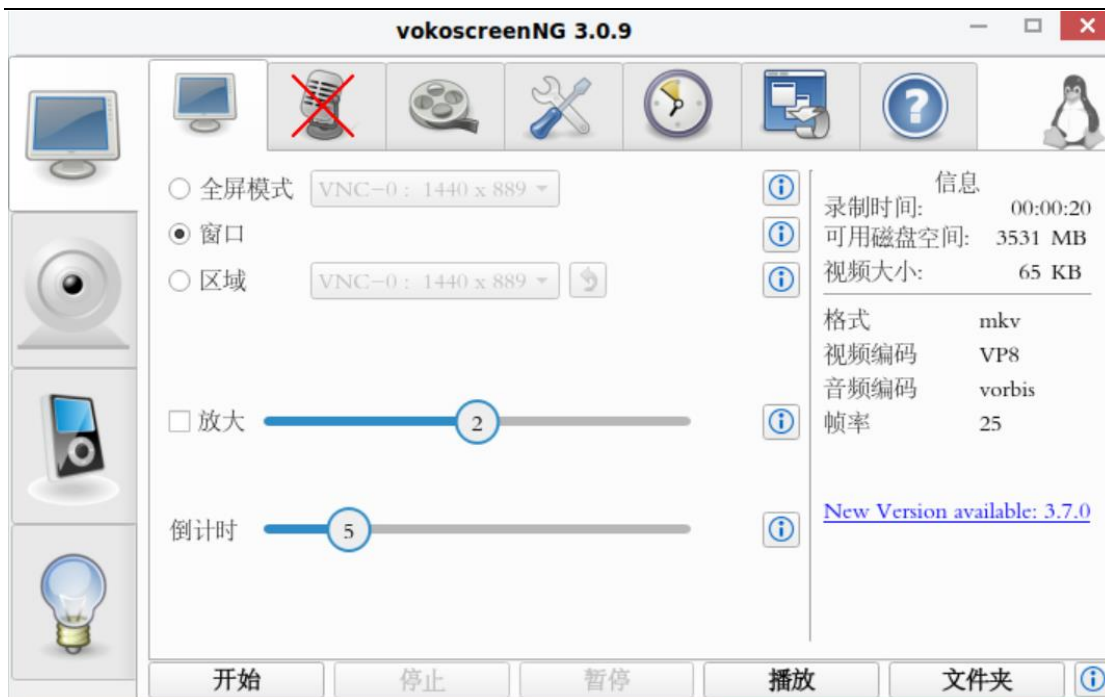 vokoscreenNG 3.0.9
全屏模式 VNC-0 : 1440 x 889
窗口
区域 VNC-0 : 1440 x 889
放大 2
倒计时 5
信息
录制时间: 00:00:20
可用磁盘空间: 3531 MB
视频大小: 65 KB
格式 mkv
视频编码 VP8
音频编码 vorbis
帧率 25
New Version available: 3.7.0
开始 停止 暂停 播放 文件夹